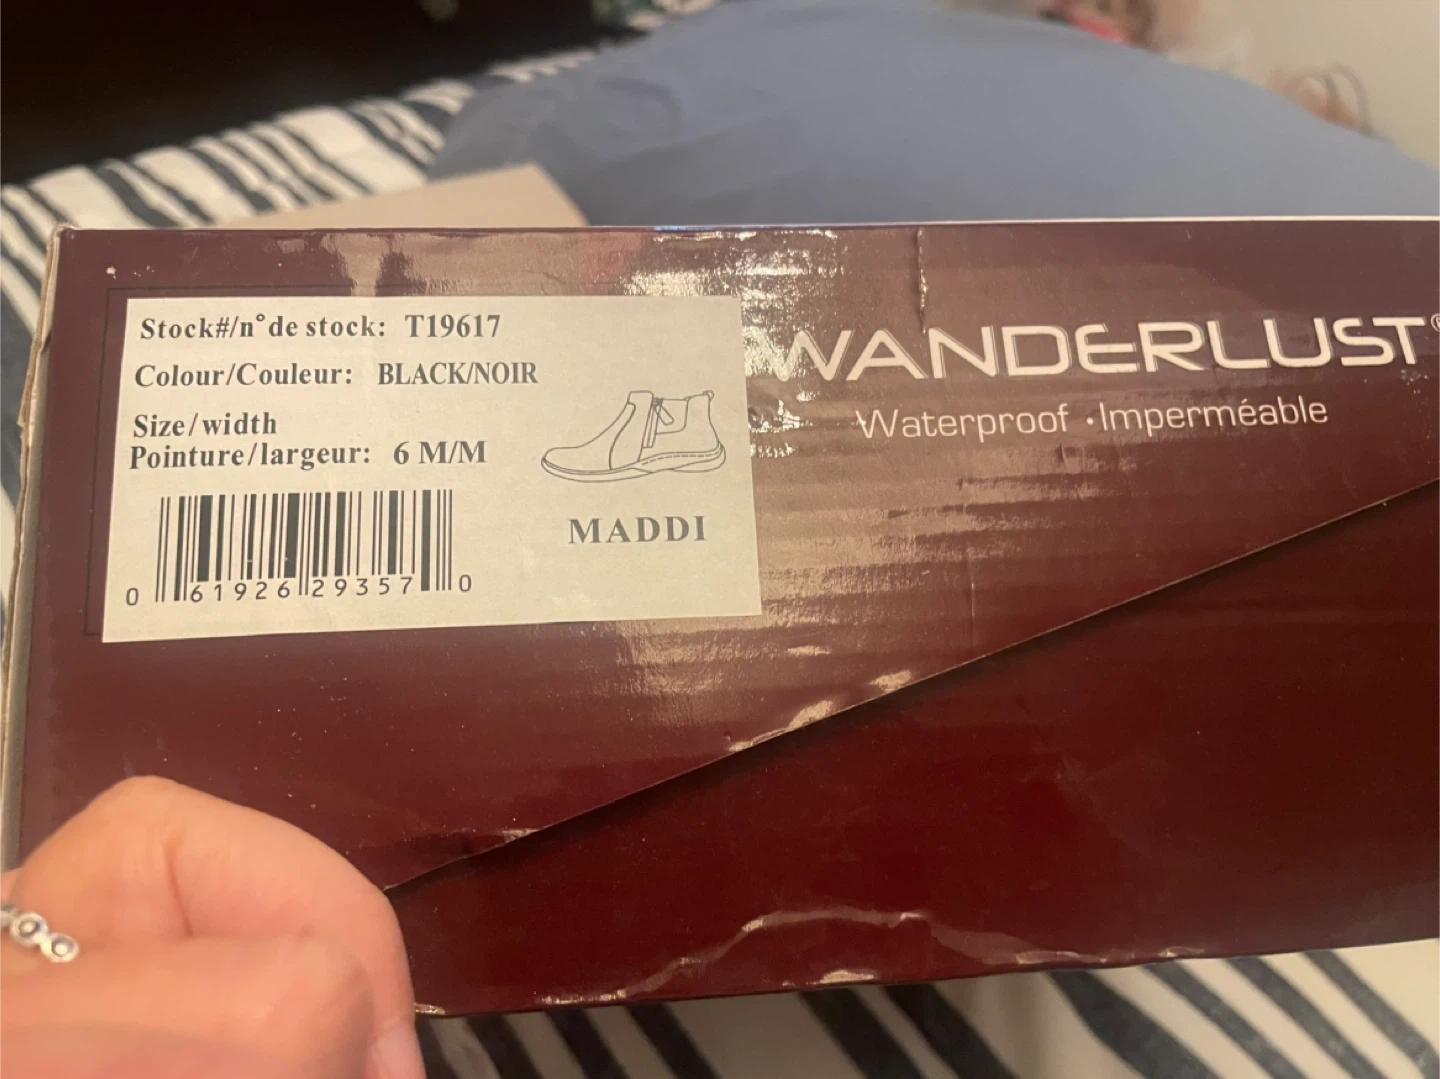 Stock#/n° de stock: T19617
Colour/Couleur: BLACK/NOIR
Size/width
Pointure/largeur: 6 M/M
MADDI
0 61926 29357 0
WANDERLUST®
Waterproof · Imperméable